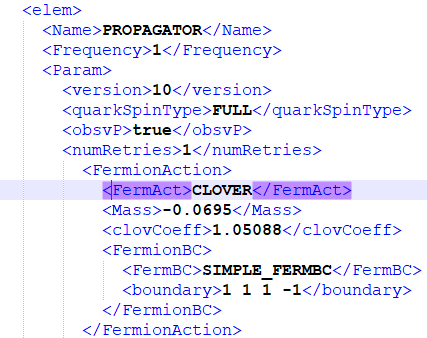 <elem>
<Name>PROPAGATOR</Name>
<Frequency>1</Frequency>
<Param>
<version>10</version>
<quarkSpinType>FULL</quarkSpinType>
<obsvP>true</obsvP>
<numRetries>1</numRetries>
<FermionAction>
<FermAct>CLOVER</FermAct>
<Mass>-0.0695</Mass>
<clovCoeff>1.05088</clovCoeff>
<FermionBC>
<FermBC>SIMPLE_FERMBC</FermBC>
<boundary>1 1 1 -1</boundary>
</FermionBC>
</FermionAction>